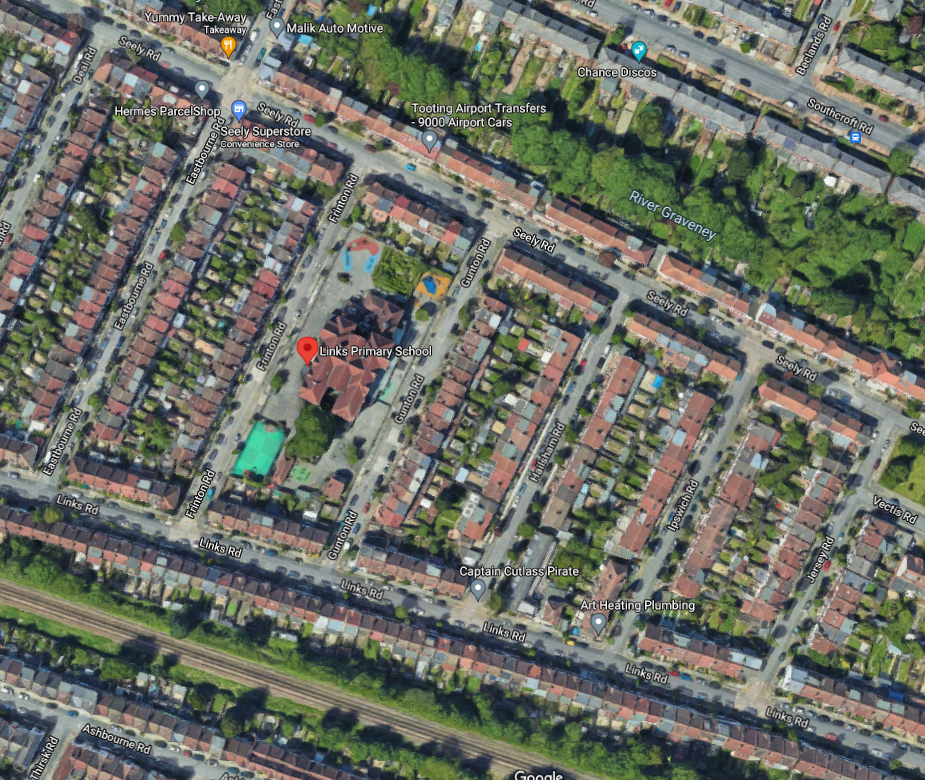 Yummy Take-Away
Takeaway
Malik Auto Motive
Seely Rd
Deal Rd
Beclands Rd
Chance Discos
Hermes ParcelShop
Seely Rd
Seely Superstore
Convenience Store
Tooting Airport Transfers
- 9000 Airport Cars
Southcroft Rd
Eastbourne Rd
Frinton Rd
River Graveney
Seely Rd
Gunton Rd
Eastbourne Rd
Seely Rd
Frinton Rd
Links Primary School
Seely Rd
Gunton Rd
Eastbourne Rd
Hailsham Rd
Frinton Rd
Links Rd
Ipswich Rd
Vectis Rd
Gunton Rd
Links Rd
Jersey Rd
Captain Cutlass Pirate
Links Rd
Art Heating Plumbing
Links Rd
Links Rd
Links Rd
Ashbourne Rd
Thirsk Rd
Google